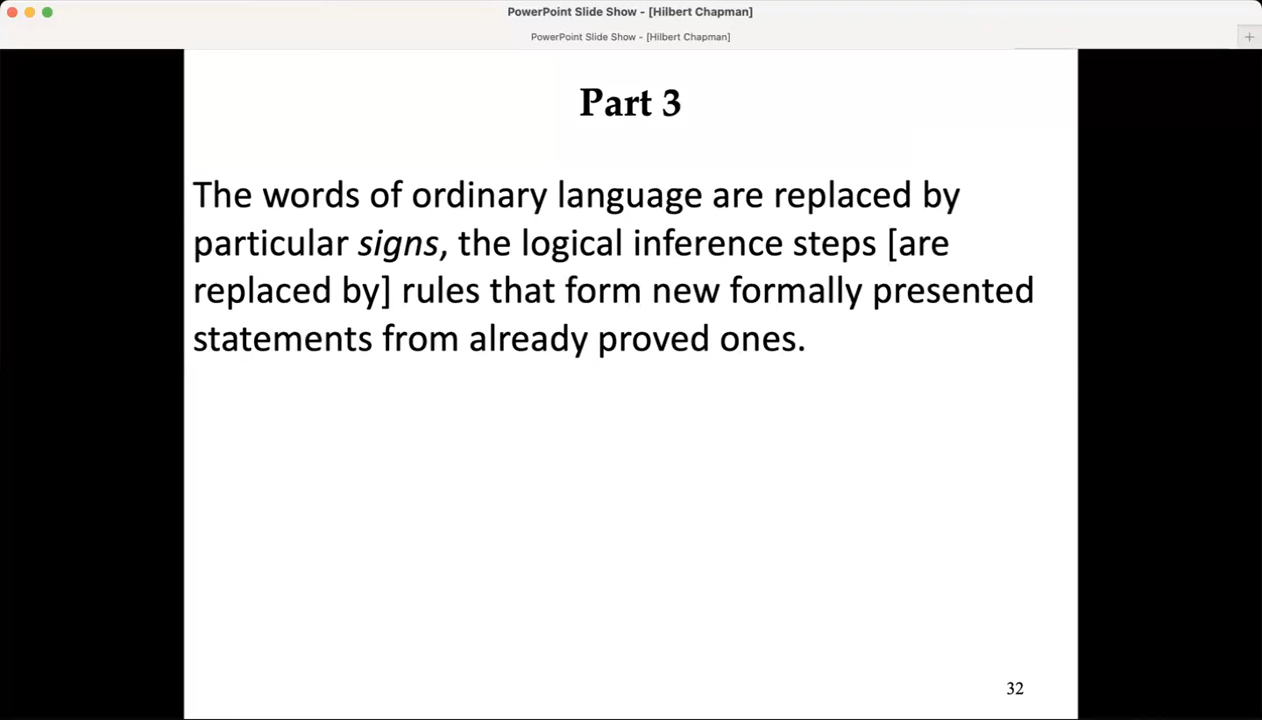 PowerPoint Slide Show - [Hilbert Chapman]
PowerPoint Slide Show - [Hilbert Chapman]
Part 3
The words of ordinary language are replaced by
particular signs, the logical inference steps [are
replaced by] rules that form new formally presented
statements from already proved ones.
32